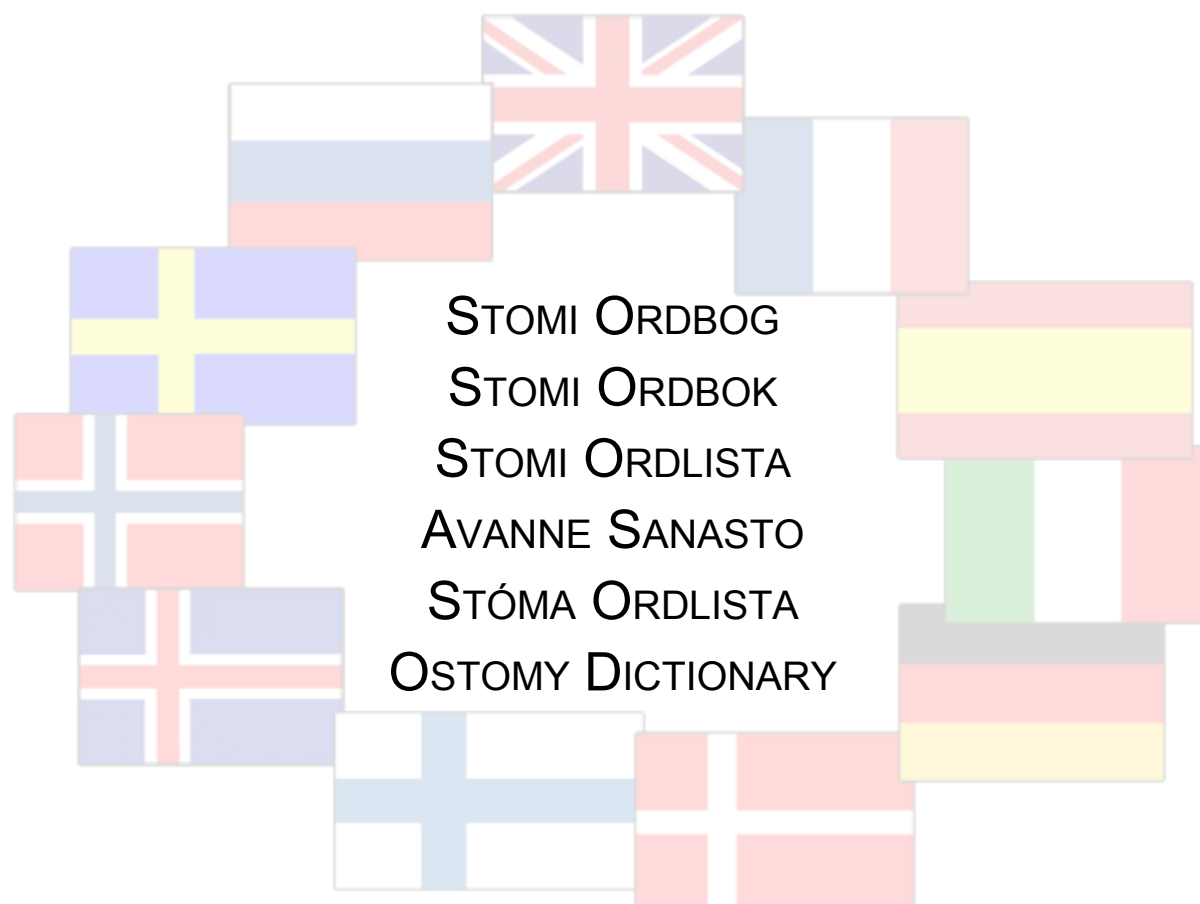 Stomi Ordbog
Stomi Ordbok
Stomi Ordlista
Avanne Sanasto
Stóma Ordlista
Ostomy Dictionary